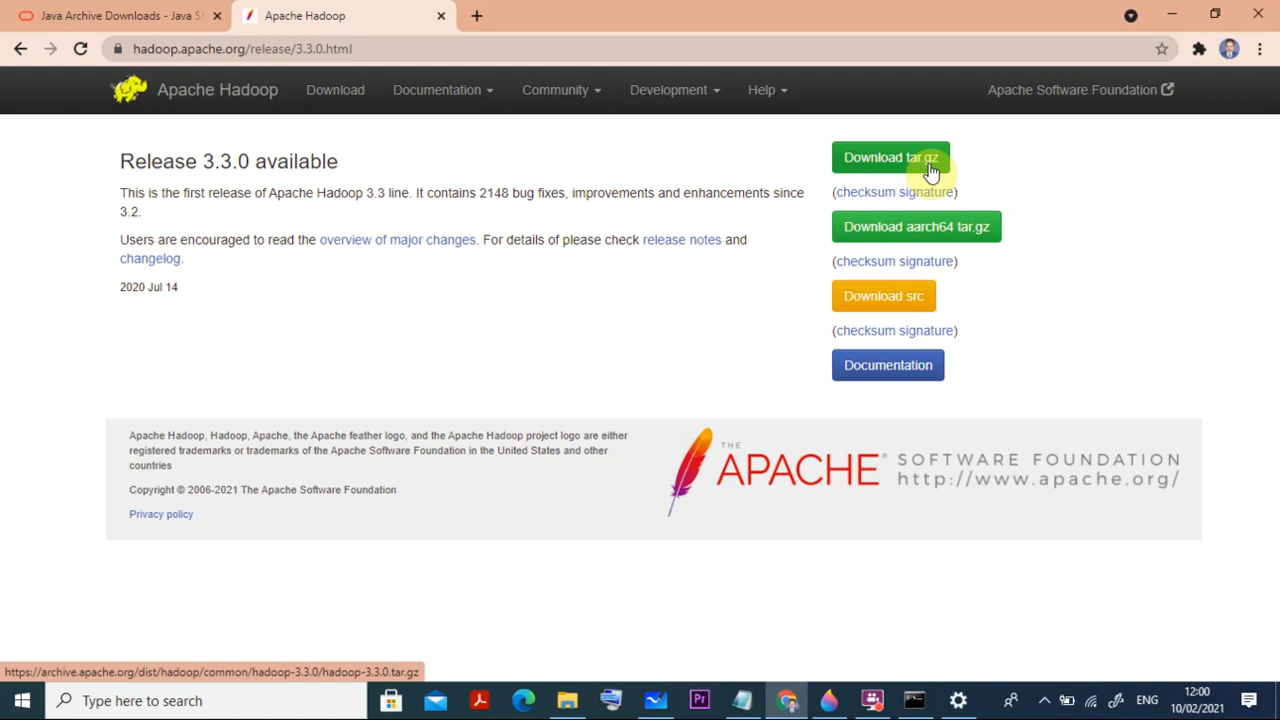 Java Archive Downloads - Java S
Apache Hadoop
hadoop.apache.org/release/3.3.0.html
Apache Hadoop Download Documentation Community Development Help Apache Software Foundation
Release 3.3.0 available
This is the first release of Apache Hadoop 3.3 line. It contains 2148 bug fixes, improvements and enhancements since
3.2.
Users are encouraged to read the overview of major changes. For details of please check release notes and
changelog.
2020 Jul 14
Download tar.gz
(checksum signature)
Download aarch64 tar.gz
(checksum signature)
Download src
(checksum signature)
Documentation
Apache Hadoop, Hadoop, Apache, the Apache feather logo, and the Apache Hadoop project logo are either
registered trademarks or trademarks of the Apache Software Foundation in the United States and other
countries
Copyright © 2006-2021 The Apache Software Foundation
Privacy policy
THE
APACHE®
SOFTWARE FOUNDATION
http://www.apache.org/
https://archive.apache.org/dist/hadoop/common/hadoop-3.3.0/hadoop-3.3.0.tar.gz
Type here to search
Pr
ENG
12:00
10/02/2021